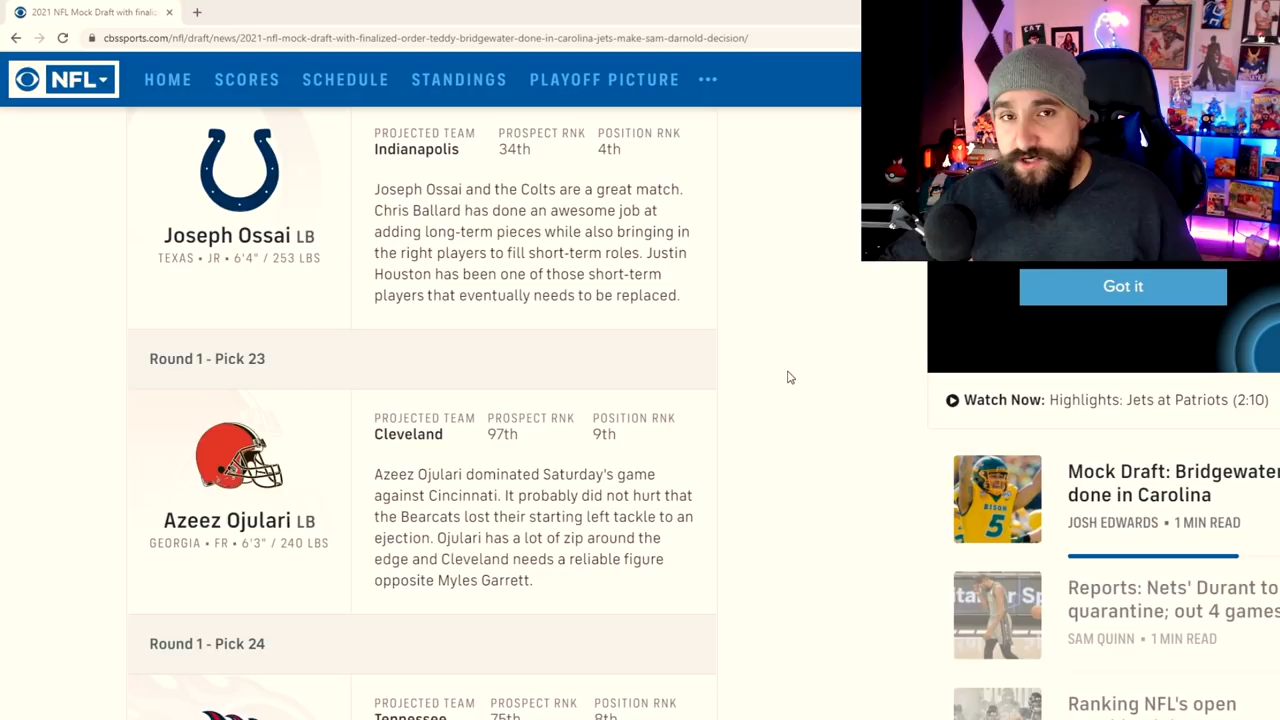 2021 NFL Mock Draft with finaliz
cbssports.com/nfl/draft/news/2021-nfl-mock-draft-with-finalized-order-teddy-bridgewater-done-in-carolina-jets-make-sam-darnold-decision/
NFL HOME SCORES SCHEDULE STANDINGS PLAYOFF PICTURE •••
PROJECTED TEAM PROSPECT RNK POSITION RNK
Indianapolis 34th 4th
Joseph Ossai LB
TEXAS • JR • 6'4" / 253 LBS
Joseph Ossai and the Colts are a great match.
Chris Ballard has done an awesome job at
adding long-term pieces while also bringing in
the right players to fill short-term roles. Justin
Houston has been one of those short-term
players that eventually needs to be replaced.
Round 1 - Pick 23
PROJECTED TEAM PROSPECT RNK POSITION RNK
Cleveland 97th 9th
Azeez Ojulari LB
GEORGIA • FR • 6'3" / 240 LBS
Azeez Ojulari dominated Saturday's game
against Cincinnati. It probably did not hurt that
the Bearcats lost their starting left tackle to an
ejection. Ojulari has a lot of zip around the
edge and Cleveland needs a reliable figure
opposite Myles Garrett.
Round 1 - Pick 24
PROJECTED TEAM PROSPECT RNK POSITION RNK
Tennessee 75th 8th
Got it
Watch Now: Highlights: Jets at Patriots (2:10)
BISON
5
Mock Draft: Bridgewater
done in Carolina
JOSH EDWARDS • 1 MIN READ
Reports: Nets' Durant to
quarantine; out 4 games
SAM QUINN • 1 MIN READ
Ranking NFL's open